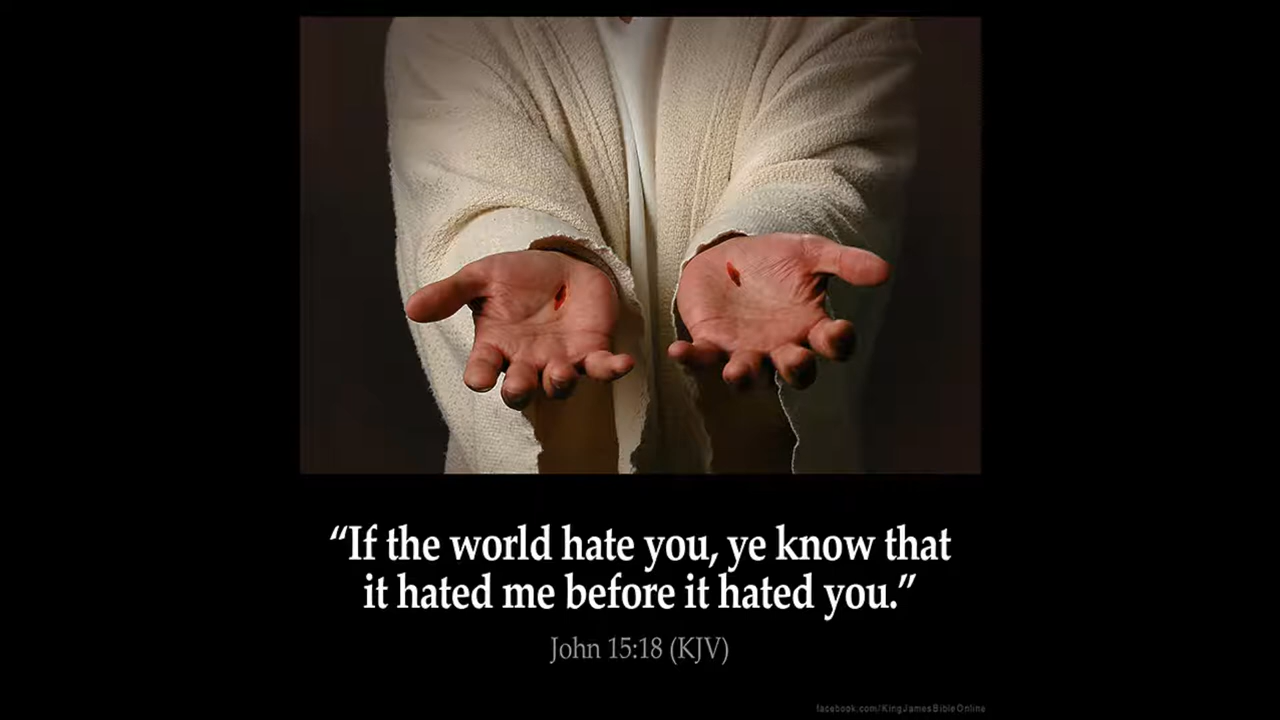 “If the world hate you, ye know that
it hated me before it hated you.”
John 15:18 (KJV)
facebook.com/KingJamesBibleOnline